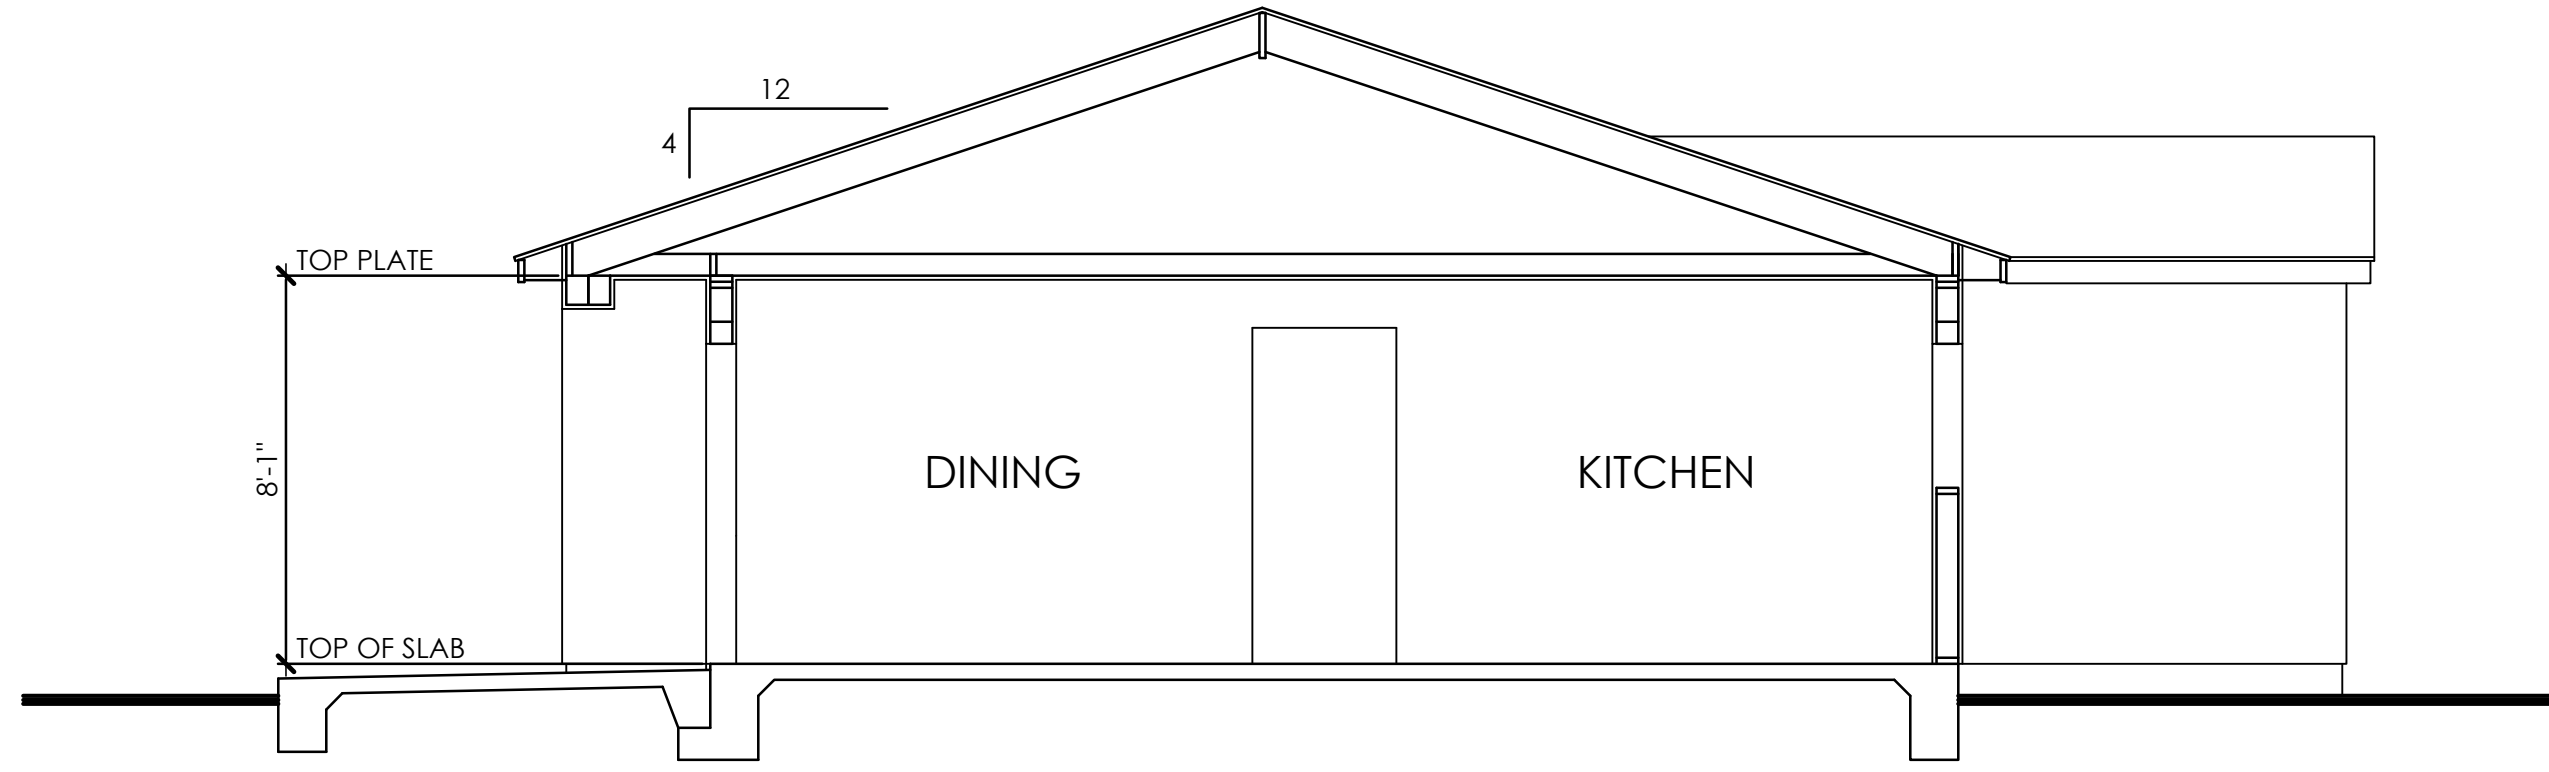 12
4
TOP PLATE
8'-1"
DINING
KITCHEN
TOP OF SLAB